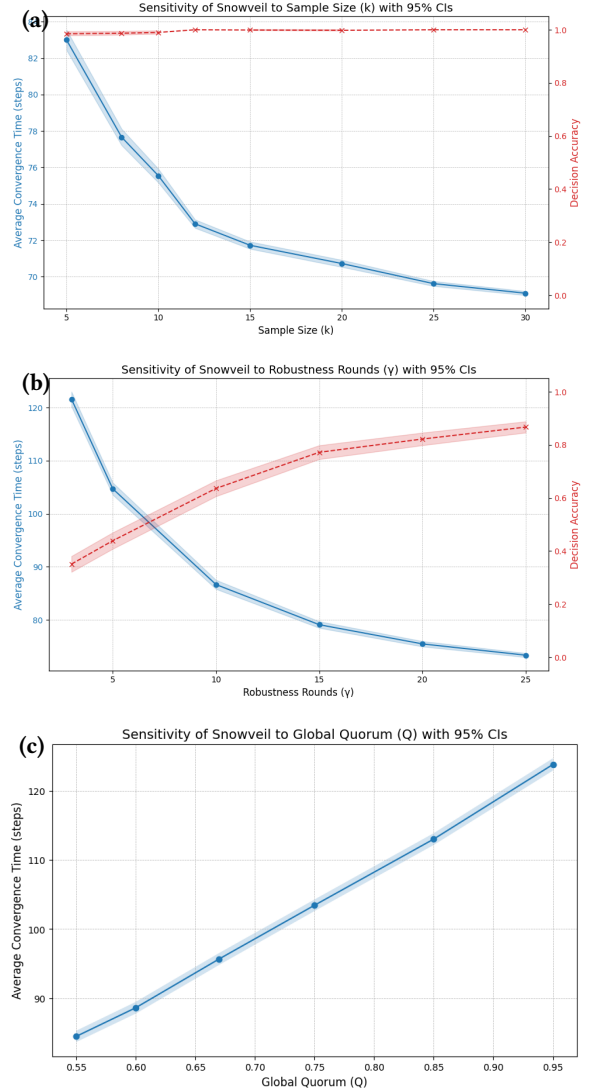 (a)
Sensitivity of Snowveil to Sample Size (k) with 95% CIs
84
82
80
78
76
74
72
70
Average Convergence Time (steps)
1.0
0.8
0.6
0.4
0.2
0.0
Decision Accuracy
5 10 15 20 25 30
Sample Size (k)
(b)
Sensitivity of Snowveil to Robustness Rounds (γ) with 95% CIs
120
110
100
90
80
Average Convergence Time (steps)
1.0
0.8
0.6
0.4
0.2
0.0
Decision Accuracy
5 10 15 20 25
Robustness Rounds (γ)
(c)
Sensitivity of Snowveil to Global Quorum (Q) with 95% CIs
120
110
100
90
Average Convergence Time (steps)
0.55 0.60 0.65 0.70 0.75 0.80 0.85 0.90 0.95
Global Quorum (Q)